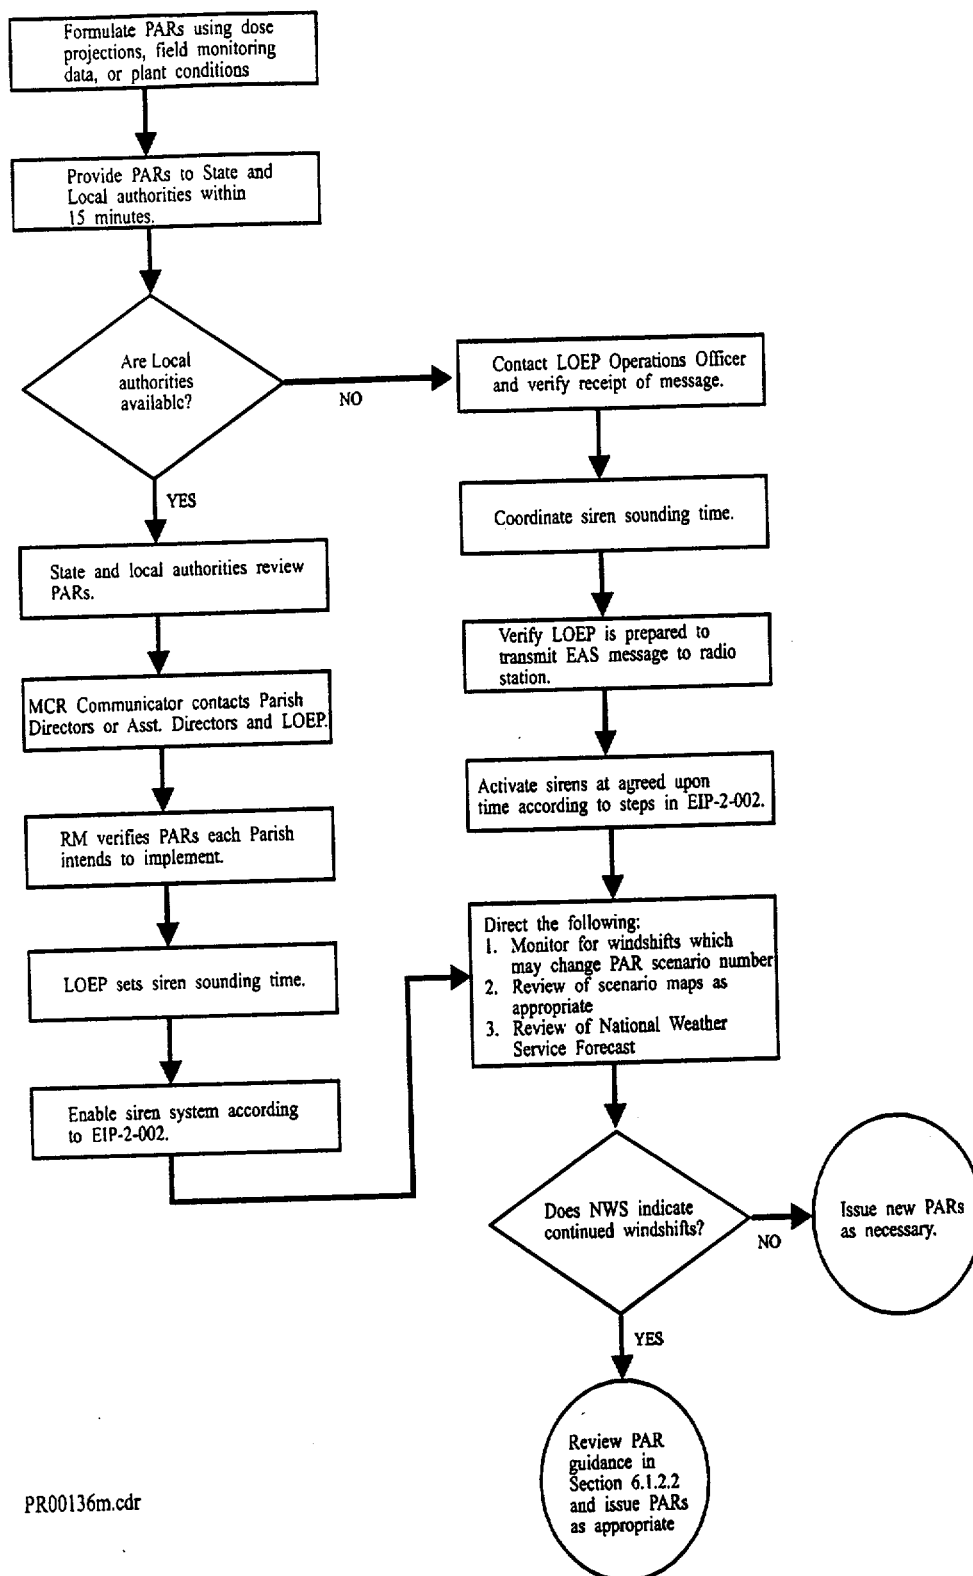 Formulate PARs using dose
projections, field monitoring
data, or plant conditions
Provide PARs to State and
Local authorities within
15 minutes.
Are Local
authorities
available?
NO
YES
State and local authorities review
PARs.
MCR Communicator contacts Parish
Directors or Asst. Directors and LOEP.
RM verifies PARs each Parish
intends to implement.
LOEP sets siren sounding time.
Enable siren system according
to EIP-2-002.
Contact LOEP Operations Officer
and verify receipt of message.
Coordinate siren sounding time.
Verify LOEP is prepared to
transmit EAS message to radio
station.
Activate sirens at agreed upon
time according to steps in EIP-2-002.
Direct the following:
1. Monitor for windshifts which
may change PAR scenario number
2. Review of scenario maps as
appropriate
3. Review of National Weather
Service Forecast
Does NWS indicate
continued windshifts?
NO
Issue new PARs
as necessary.
YES
Review PAR
guidance in
Section 6.1.2.2
and issue PARs
as appropriate
PR00136m.cdr